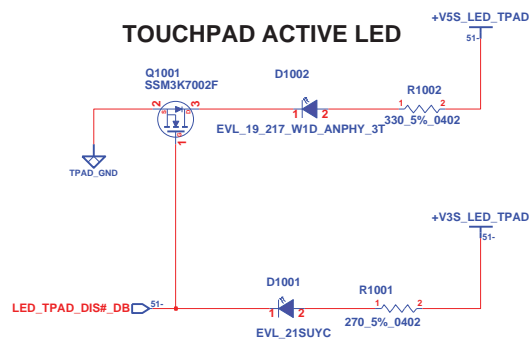 TOUCHPAD ACTIVE LED
+V5S_LED_TPAD
51-
Q1001
SSM3K7002F
D1002
R1002
2 3
S D
G
1
1 2
1 2
EVL_19_217_W1D_ANPHY_3T
330_5%_0402
TPAD_GND
+V3S_LED_TPAD
51-
D1001
R1001
LED_TPAD_DIS#_DB 51-
1 2
1 2
EVL_21SUYC
270_5%_0402